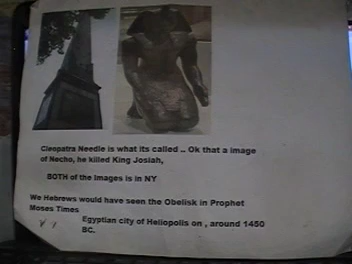 Cleopatra Needle is what its called .. Ok that a image
of Necho, he killed King Josiah,
BOTH of the Images is in NY
We Hebrews would have seen the Obelisk in Prophet
Moses Times
Egyptian city of Heliopolis on , around 1450
BC.